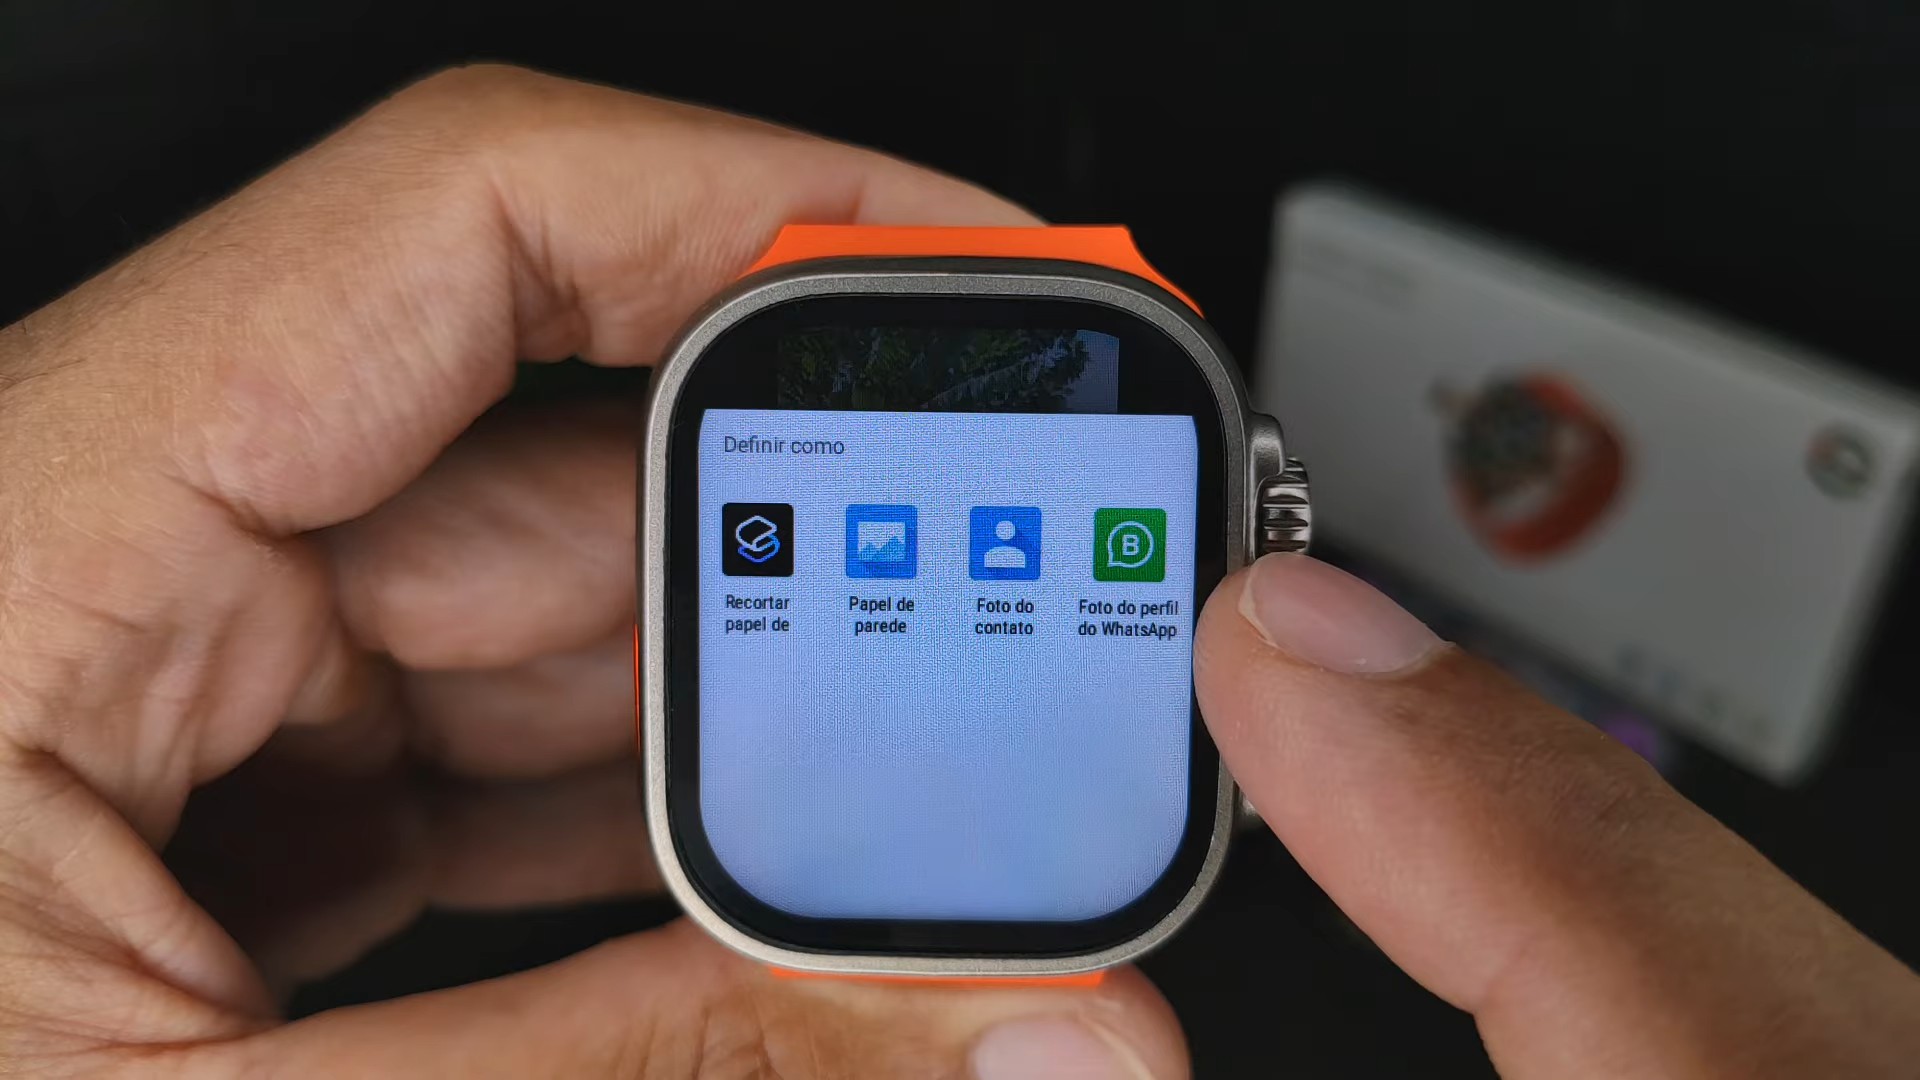 Definir como
Recortar
papel de
Papel de
parede
Foto do
contato
B
Foto do perfil
do WhatsApp